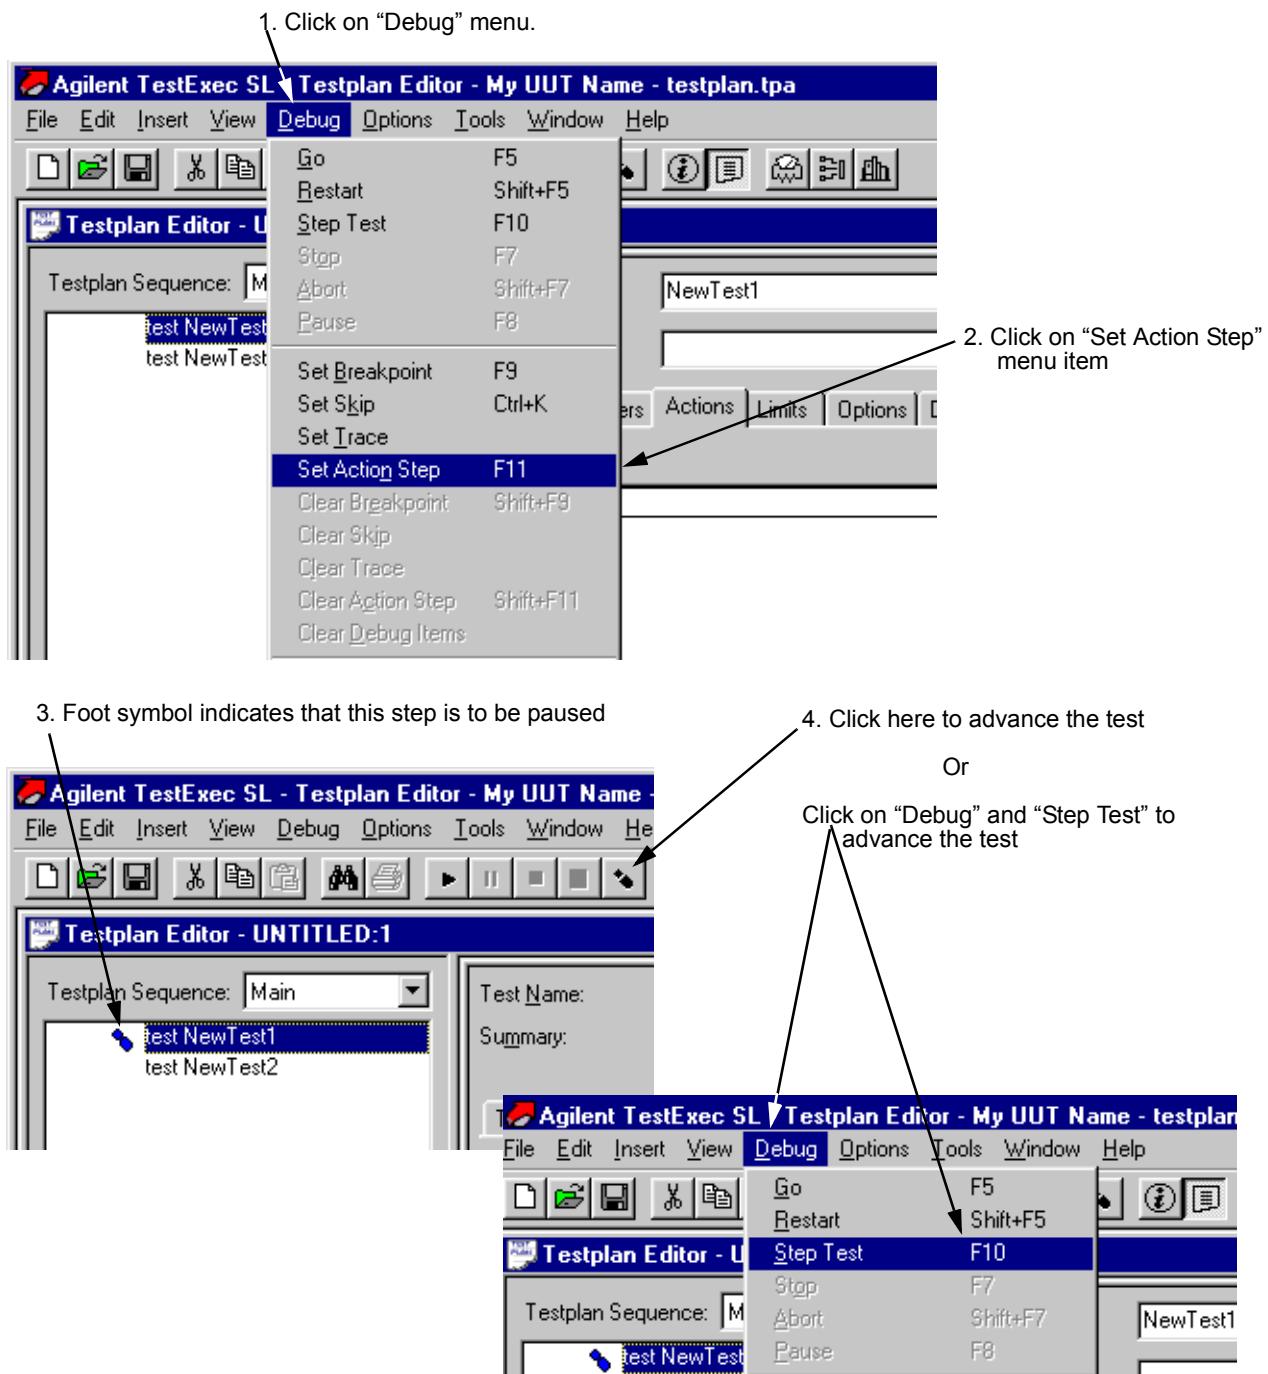 1. Click on “Debug” menu.
Agilent TestExec SL - Testplan Editor - My UUT Name - testplan.tpa
File Edit Insert View Debug Options Tools Window Help
Go F5
Restart Shift+F5
Step Test F10
Stop F7
Abort Shift+F7
Pause F8
Set Breakpoint F9
Set Skip Ctrl+K
Set Trace
Set Action Step F11
Clear Breakpoint Shift+F9
Clear Skip
Clear Trace
Clear Action Step Shift+F11
Clear Debug Items
Testplan Editor - U
Testplan Sequence: M
test NewTest
test NewTest
NewTest1
ers Actions Limits Options D
2. Click on “Set Action Step”
menu item
3. Foot symbol indicates that this step is to be paused
4. Click here to advance the test
Or
Click on “Debug” and “Step Test” to
advance the test
Agilent TestExec SL - Testplan Editor - My UUT Name -
File Edit Insert View Debug Options Tools Window He
Testplan Editor - UNTITLED:1
Testplan Sequence: Main
test NewTest1
test NewTest2
Test Name:
Summary:
T
Agilent TestExec SL - Testplan Editor - My UUT Name - testplan
File Edit Insert View Debug Options Tools Window Help
Go F5
Restart Shift+F5
Step Test F10
Stop F7
Abort Shift+F7
Pause F8
Testplan Editor - U
Testplan Sequence: M
test NewTest
NewTest1